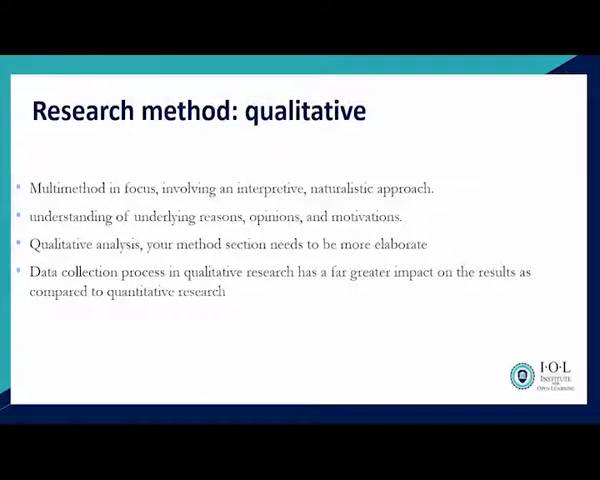 Research method: qualitative
Multimethod in focus, involving an interpretive, naturalistic approach.
understanding of underlying reasons, opinions, and motivations.
Qualitative analysis, your method section needs to be more elaborate
Data collection process in qualitative research has a far greater impact on the results as
compared to quantitative research
I·O·L
INSTITUTE
FOR
OPEN LEARNING